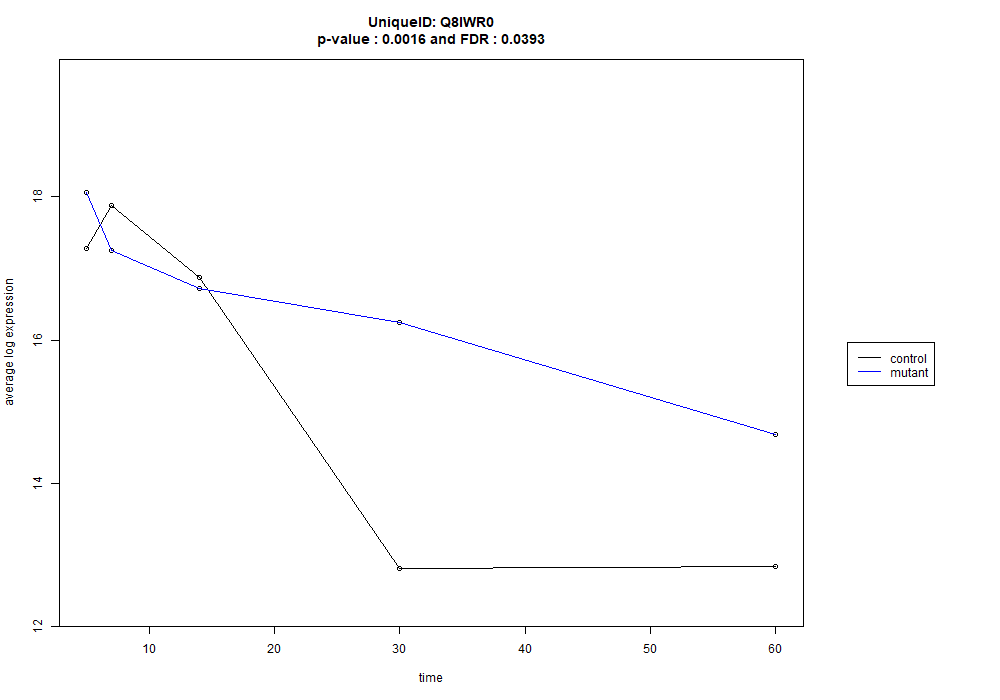 UniqueID: Q8IWR0
p-value : 0.0016 and FDR : 0.0393
average log expression
18
16
14
12
10
20
30
40
50
60
time
control
mutant